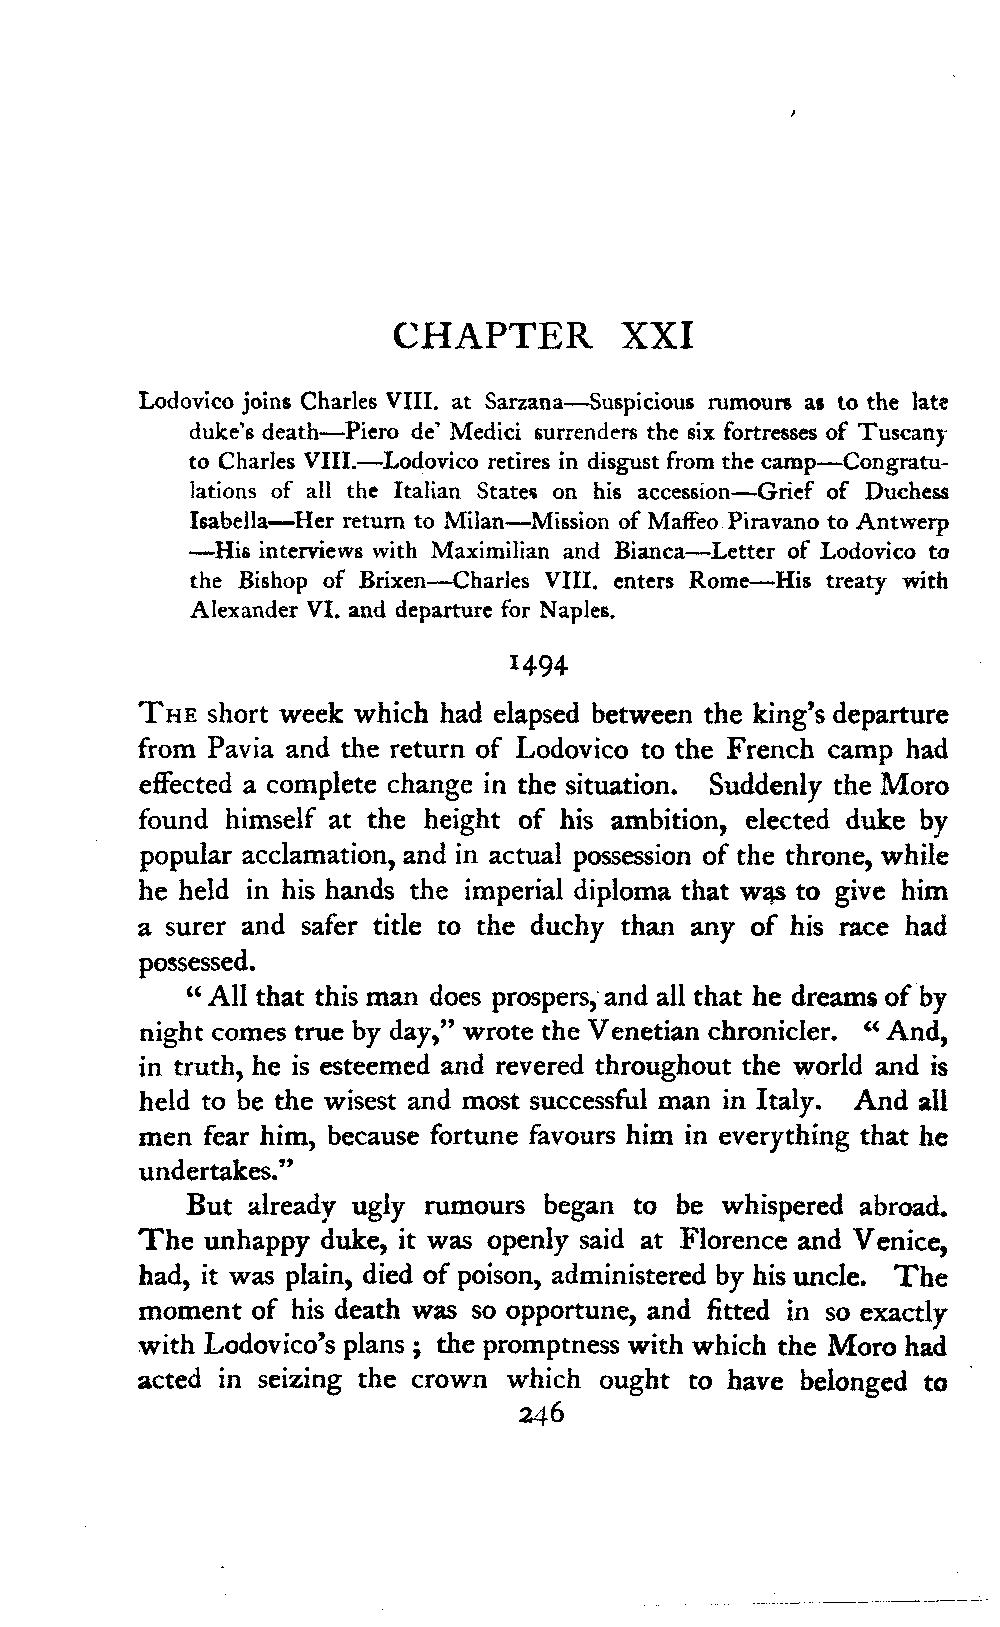 CHAPTER XXI
Lodovico joins Charles VIII. at Sarzana—Suspicious rumours as to the late
duke's death—Piero de' Medici surrenders the six fortresses of Tuscany
to Charles VIII.—Lodovico retires in disgust from the camp—Congratu-
lations of all the Italian States on his accession—Grief of Duchess
Isabella—Her return to Milan—Mission of Maffeo Piravano to Antwerp
—His interviews with Maximilian and Bianca—Letter of Lodovico to
the Bishop of Brixen—Charles VIII. enters Rome—His treaty with
Alexander VI. and departure for Naples.
1494
THE short week which had elapsed between the king's departure
from Pavia and the return of Lodovico to the French camp had
effected a complete change in the situation. Suddenly the Moro
found himself at the height of his ambition, elected duke by
popular acclamation, and in actual possession of the throne, while
he held in his hands the imperial diploma that was to give him
a surer and safer title to the duchy than any of his race had
possessed.
"All that this man does prospers, and all that he dreams of by
night comes true by day," wrote the Venetian chronicler. "And,
in truth, he is esteemed and revered throughout the world and is
held to be the wisest and most successful man in Italy. And all
men fear him, because fortune favours him in everything that he
undertakes."
But already ugly rumours began to be whispered abroad.
The unhappy duke, it was openly said at Florence and Venice,
had, it was plain, died of poison, administered by his uncle. The
moment of his death was so opportune, and fitted in so exactly
with Lodovico's plans; the promptness with which the Moro had
acted in seizing the crown which ought to have belonged to
246